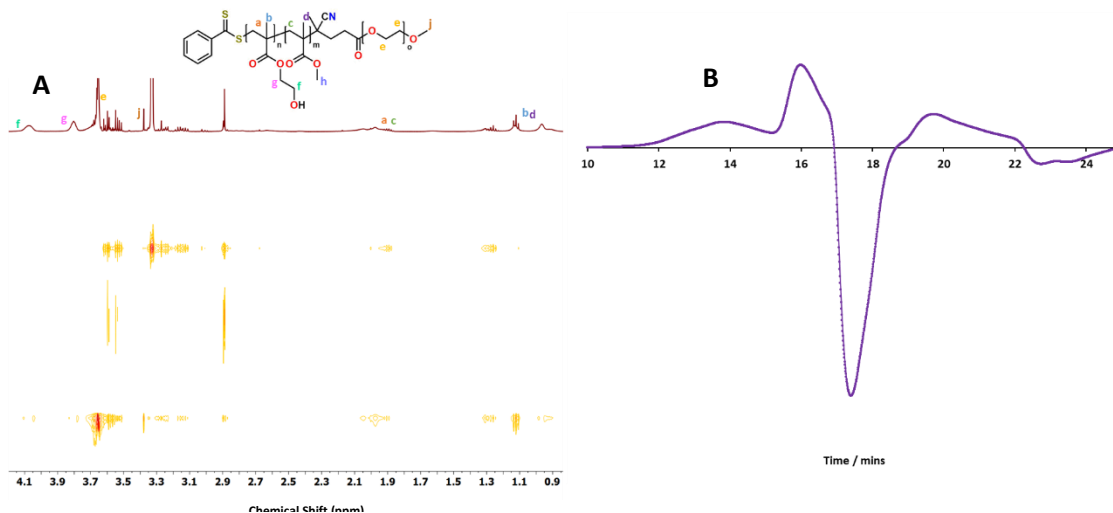 S
a
b
c
d
CN
e
e
j
S
n
m
O
O
O
o
e
O
O
O
O
g
f
h
OH
A
B
f
g
e
j
a
c
b
d
10
12
14
16
18
20
22
24
Time / mins
4.1
3.9
3.7
3.5
3.3
3.1
2.9
2.7
2.5
2.3
2.1
1.9
1.7
1.5
1.3
1.1
0.9
Chemical Shift (ppm)